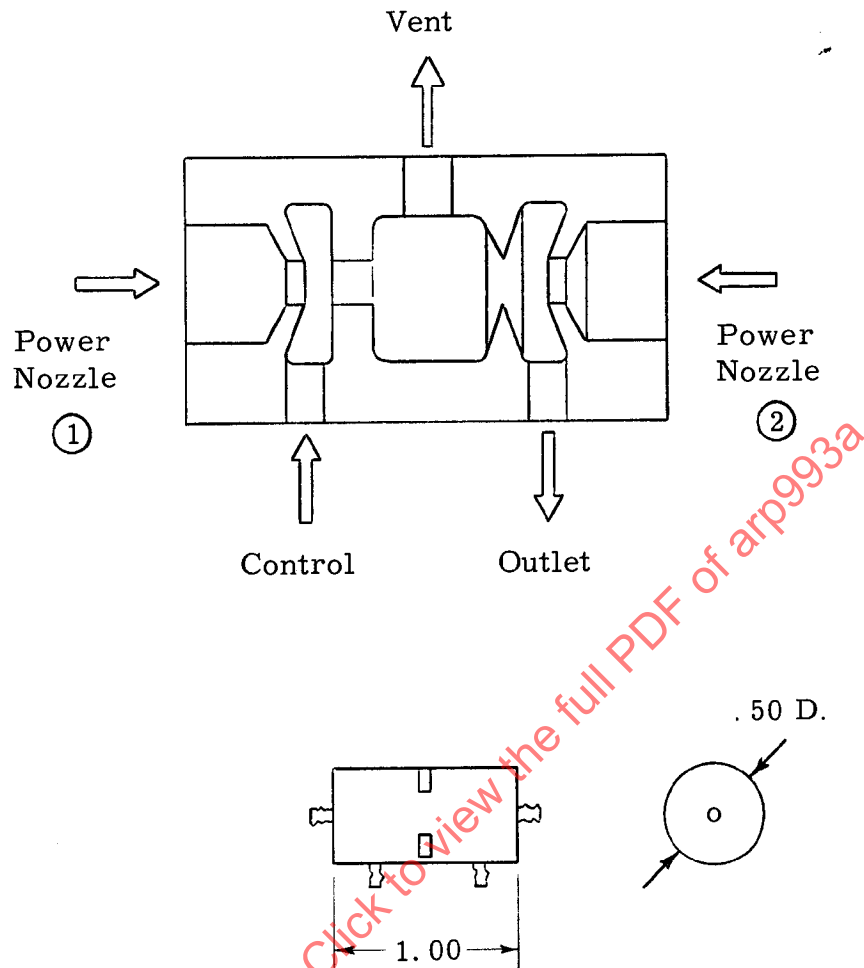 Vent
Power
Nozzle
1
Power
Nozzle
2
Control
Outlet
.50 D.
1.00
Click to view the full PDF of arp993a